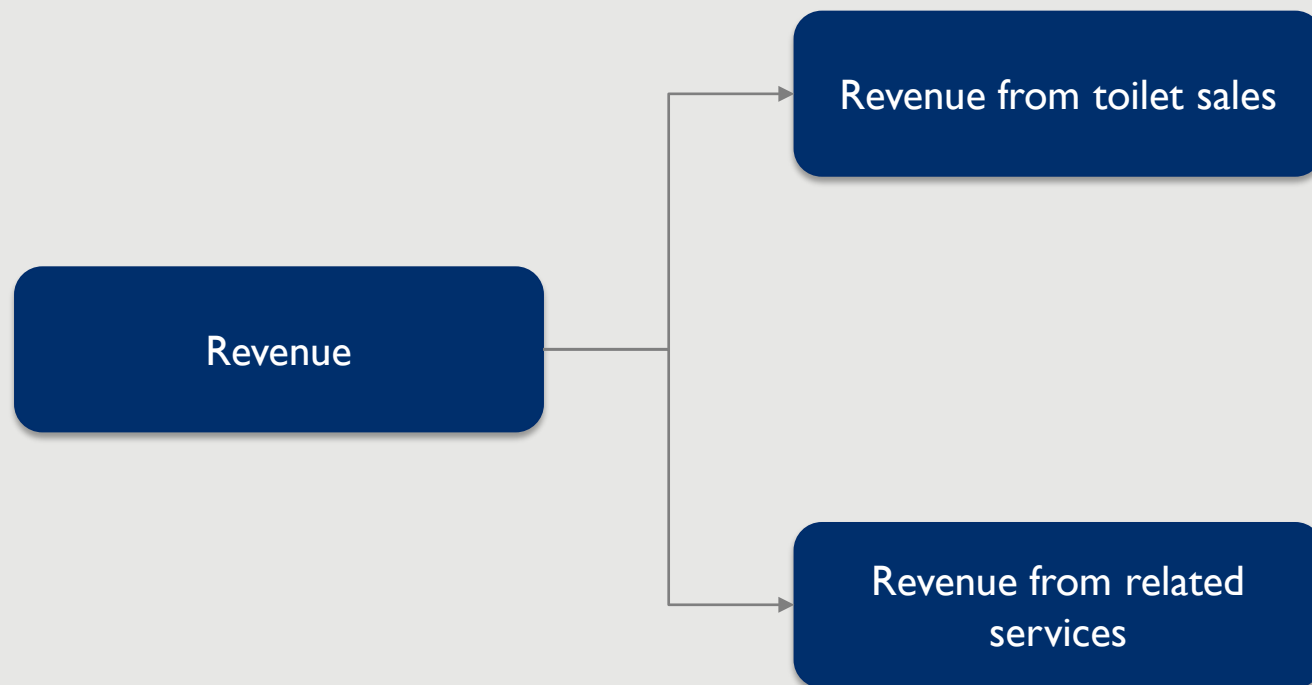 Revenue from toilet sales
Revenue
Revenue from related
services